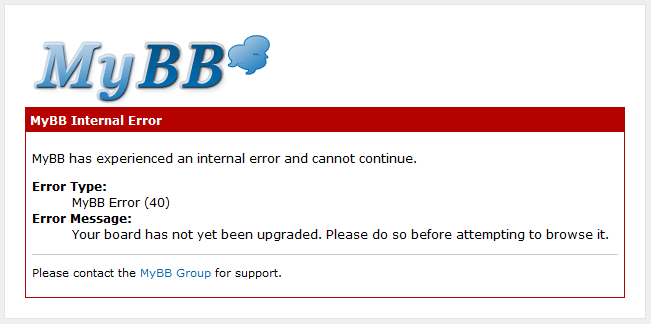 MyBB
MyBB Internal Error
MyBB has experienced an internal error and cannot continue.
Error Type:
MyBB Error (40)
Error Message:
Your board has not yet been upgraded. Please do so before attempting to browse it.
Please contact the MyBB Group for support.